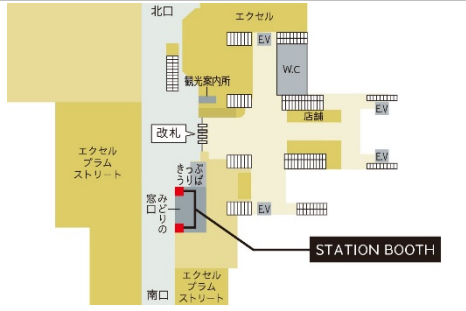 北口
エクセル
E.V
W.C
観光案内所
E.V
店舗
改札
E.V
エクセル
プラム
ストリート
きっぷ
うりば
みどりの
窓口
E.V
STATION BOOTH
エクセル
プラム
ストリート
南口